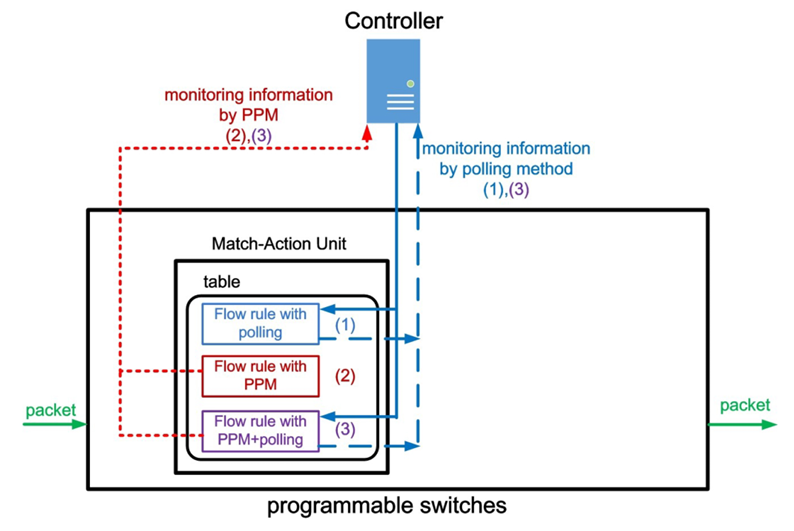 Controller
monitoring information
by PPM
(2),(3)
monitoring information
by polling method
(1),(3)
Match-Action Unit
table
Flow rule with
polling
(1)
Flow rule with
PPM
(2)
Flow rule with
PPM+polling
(3)
packet
packet
programmable switches